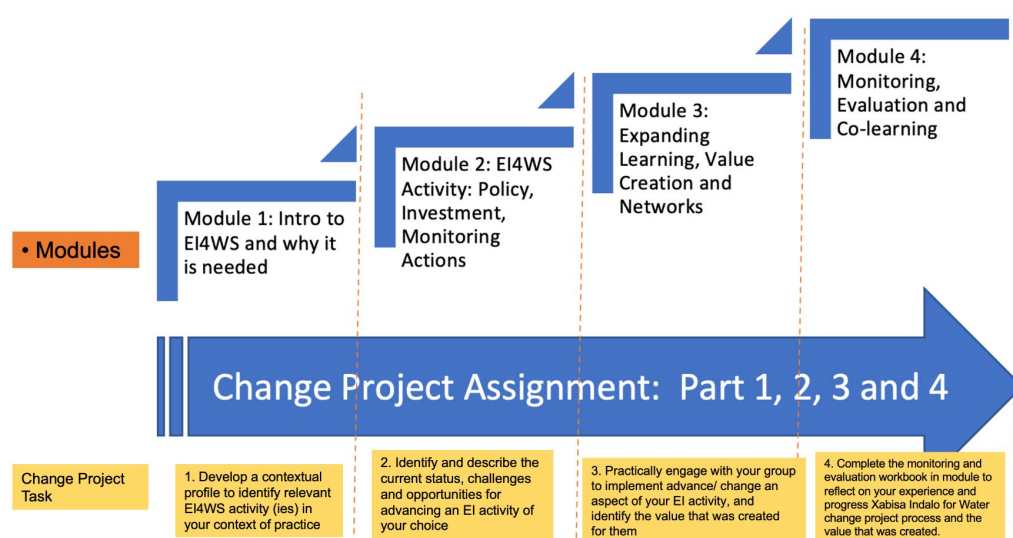 Module 4:
Monitoring,
Evaluation and
Co-learning
Module 3:
Expanding
Learning, Value
Creation and
Networks
Module 2: EI4WS
Activity: Policy,
Investment,
Monitoring
Actions
Module 1: Intro to
EI4WS and why it
is needed
• Modules
Change Project Assignment: Part 1, 2, 3 and 4
Change Project
Task
1. Develop a contextual
profile to identify relevant
EI4WS activity (ies) in
your context of practice
2. Identify and describe the
current status, challenges
and opportunities for
advancing an EI activity of
your choice
3. Practically engage with your group
to implement advance/ change an
aspect of your EI activity, and
identify the value that was created
for them
4. Complete the monitoring and
evaluation workbook in module to
reflect on your experience and
progress Xabisa Indalo for Water
change project process and the
value that was created.